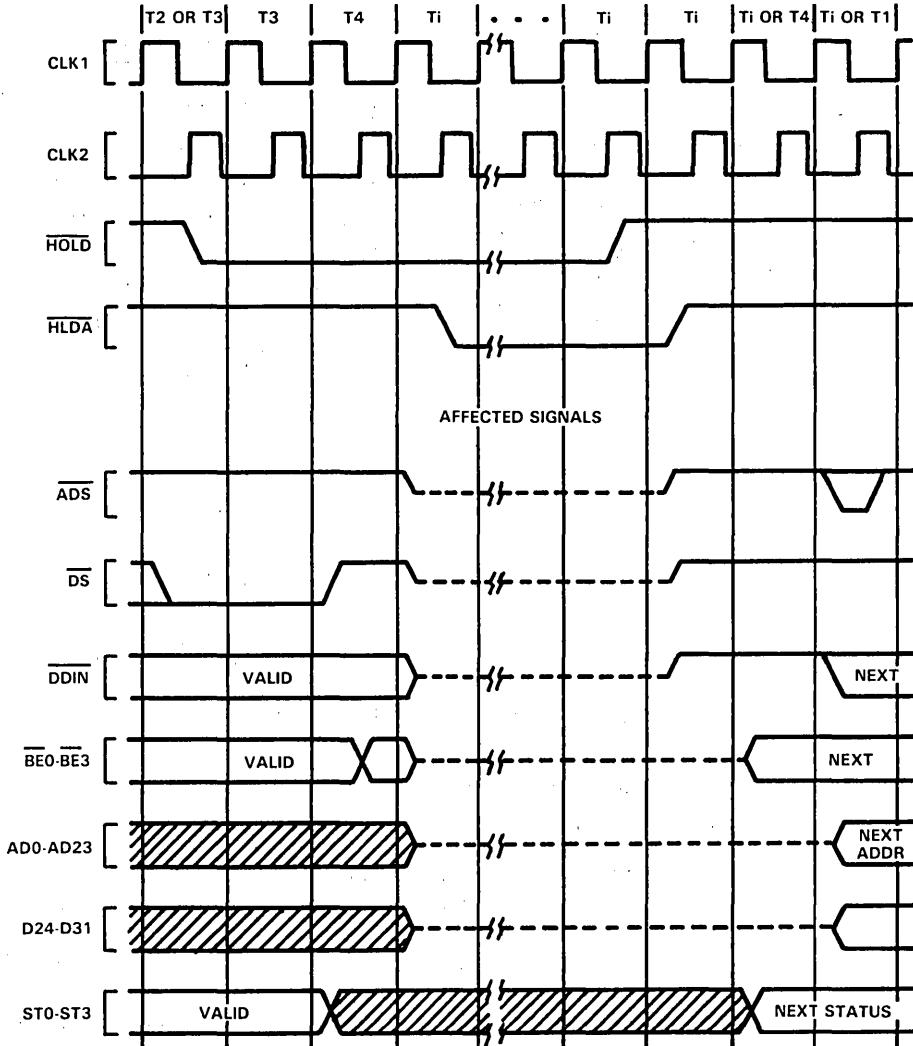 T2 OR T3 T3 T4 Ti . . . . Ti Ti Ti OR T4 Ti OR T1
CLK1
CLK2
HOLD
HLDA
AFFECTED SIGNALS
ADS
DS
DDIN VALID NEXT
BE0-BE3 VALID NEXT
AD0-AD23 NEXT
ADDR
D24-D31
ST0-ST3 VALID NEXT STATUS